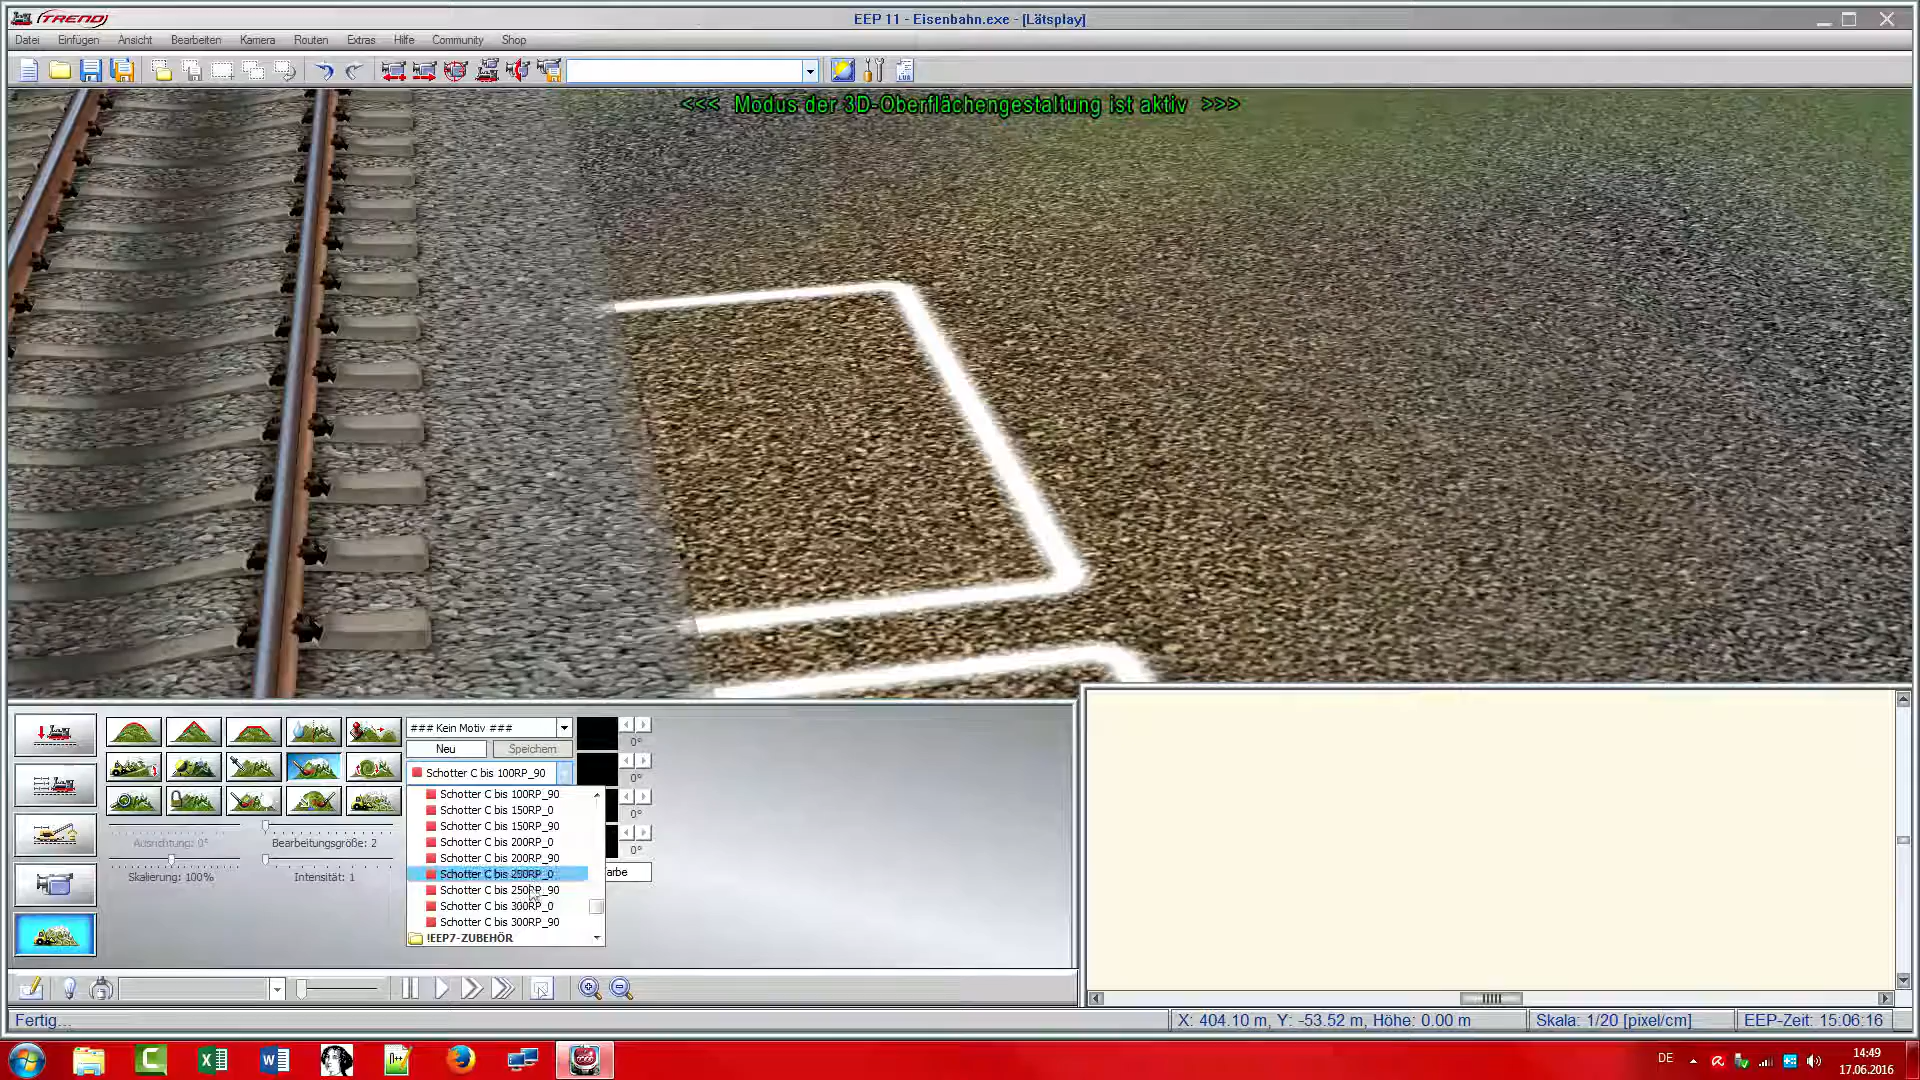 TREND
EEP 11 - Eisenbahn.exe - [Lätsplay]
Datei Einfügen Ansicht Bearbeiten Kamera Routen Extras Hilfe Community Shop
<<< Modus der 3D-Oberflächengestaltung ist aktiv >>>
### Kein Motiv ###
Neu Speichern
0°
Schotter C bis 100RP_90
0°
Schotter C bis 100RP_90
Schotter C bis 150RP_0
0°
Schotter C bis 150RP_90
Ausrichtung: 0° Bearbeitungsgröße: 2
Schotter C bis 200RP_0
0°
Schotter C bis 200RP_90
Skalierung: 100% Intensität: 1
Schotter C bis 250RP_0
arbe
Schotter C bis 250RP_90
Schotter C bis 300RP_0
Schotter C bis 300RP_90
!EEP7-ZUBEHÖR
Fertig...
X: 404.10 m, Y: -53.52 m, Höhe: 0.00 m
Skala: 1/20 [pixel/cm]
EEP-Zeit: 15:06:16
DE
14:49
17.06.2016